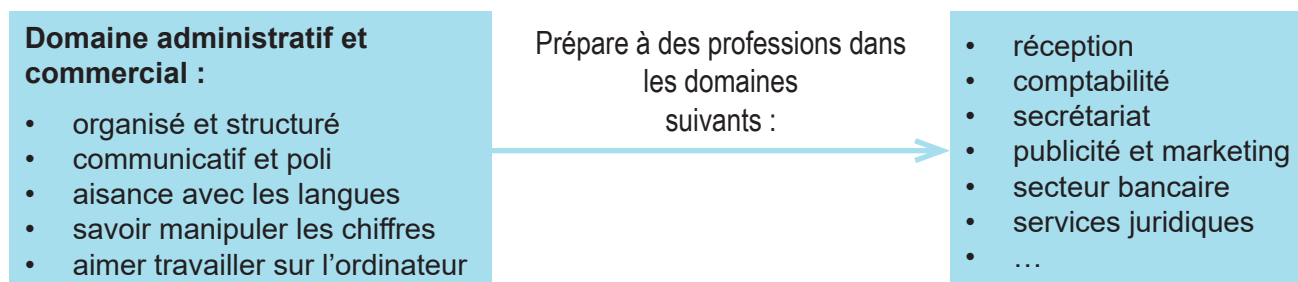 Domaine administratif et
commercial :
• organisé et structuré
• communicatif et poli
• aisance avec les langues
• savoir manipuler les chiffres
• aimer travailler sur l’ordinateur
Prépare à des professions dans
les domaines
suivants :
• réception
• comptabilité
• secrétariat
• publicité et marketing
• secteur bancaire
• services juridiques
• …